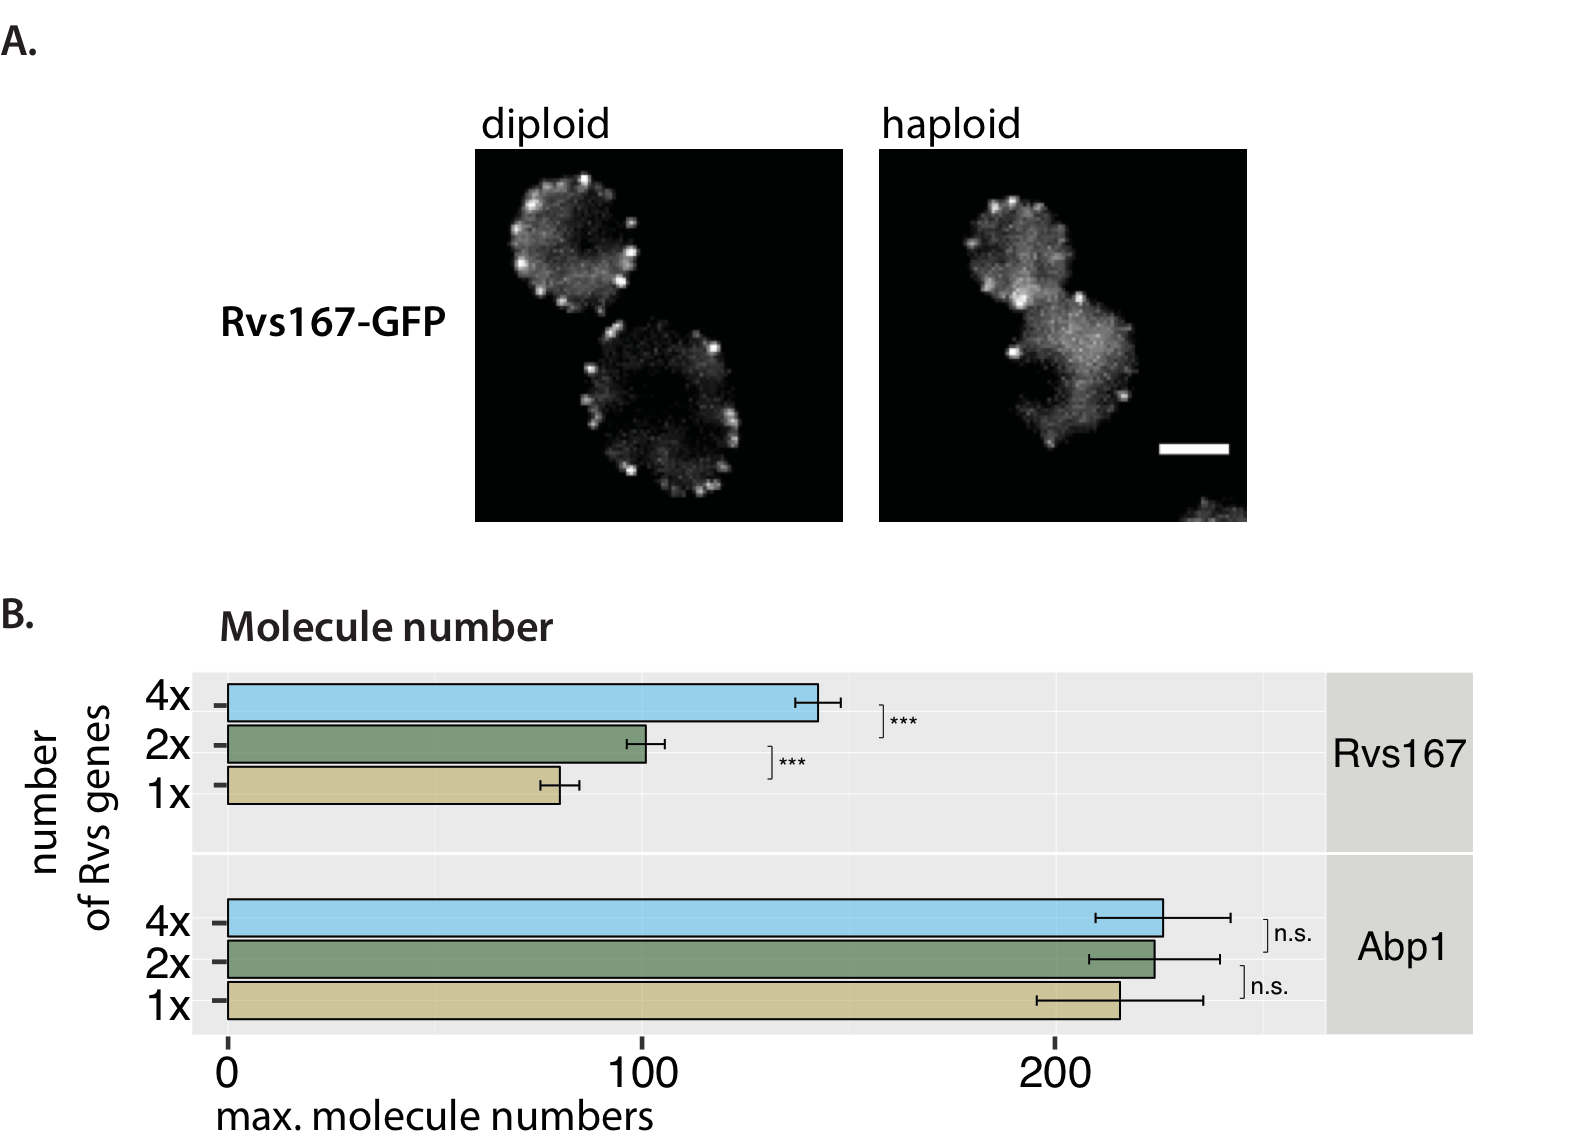 A.
diploid
haploid
Rvs167-GFP
B.
Molecule number
number
of Rvs genes
4x
2x
1x
***
***
Rvs167
4x
2x
1x
n.s.
n.s.
Abp1
0
100
200
max. molecule numbers